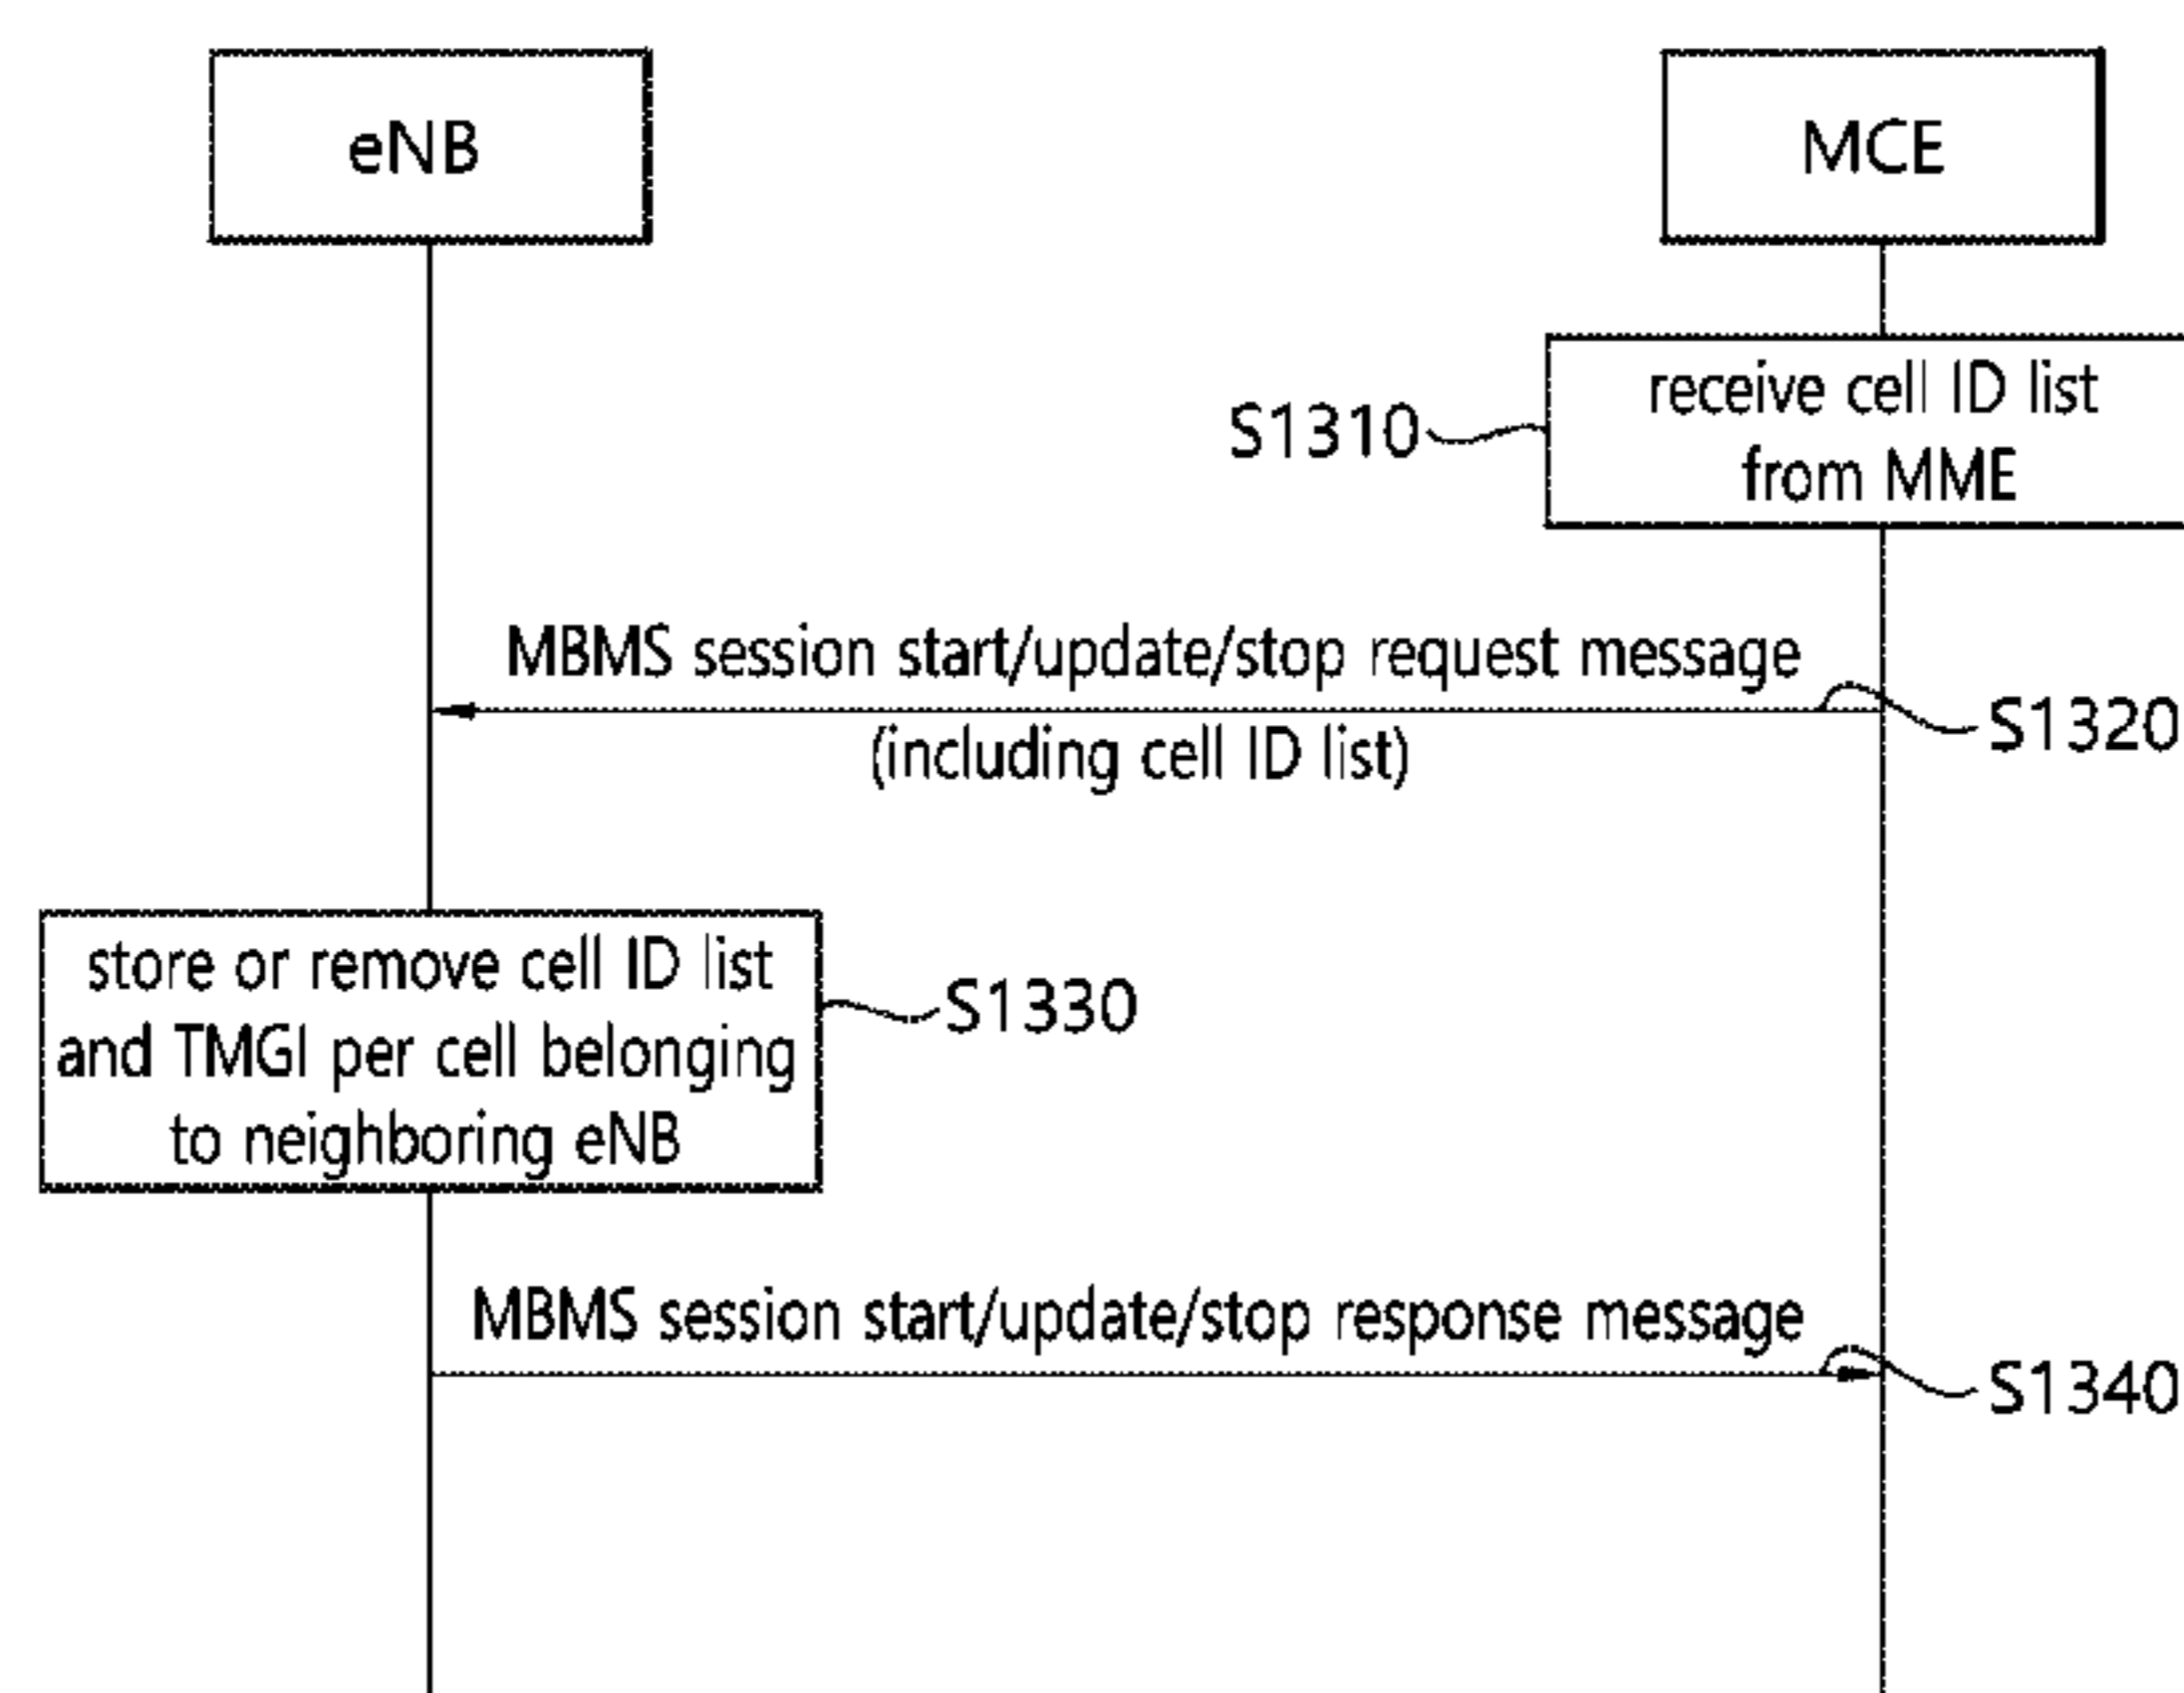 eNB
MCE
receive cell ID list
from MME
S1310
MBMS session start/update/stop request message
(including cell ID list)
S1320
store or remove cell ID list
and TMGI per cell belonging
to neighboring eNB
S1330
MBMS session start/update/stop response message
S1340